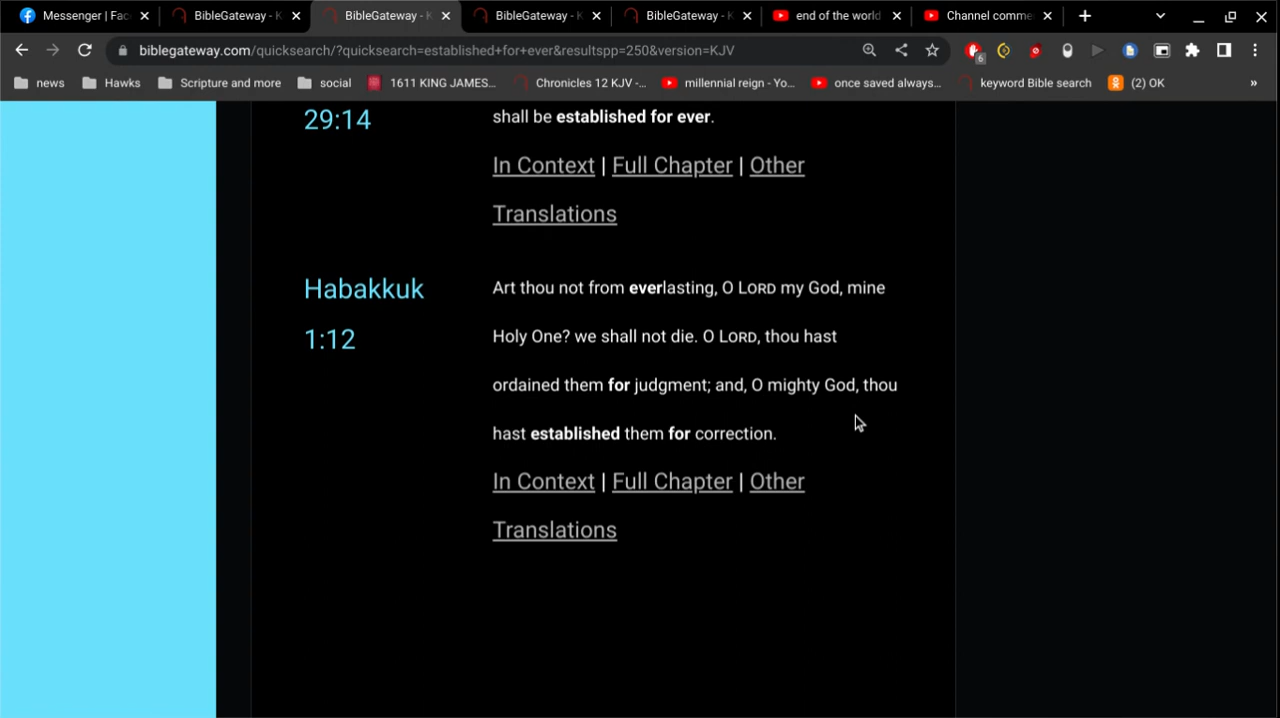 Messenger | Fac
BibleGateway - K
BibleGateway - K
BibleGateway - K
BibleGateway - K
end of the world
Channel comme
biblegateway.com/quicksearch/?quicksearch=established+for+ever&resultspp=250&version=KJV
6
news
Hawks
Scripture and more
social
1611 KING JAMES...
Chronicles 12 KJV -...
millennial reign - Yo...
once saved always...
keyword Bible search
(2) OK
»
29:14
shall be established for ever.
In Context | Full Chapter | Other
Translations
Habakkuk
1:12
Art thou not from everlasting, O LORD my God, mine
Holy One? we shall not die. O LORD, thou hast
ordained them for judgment; and, O mighty God, thou
hast established them for correction.
In Context | Full Chapter | Other
Translations